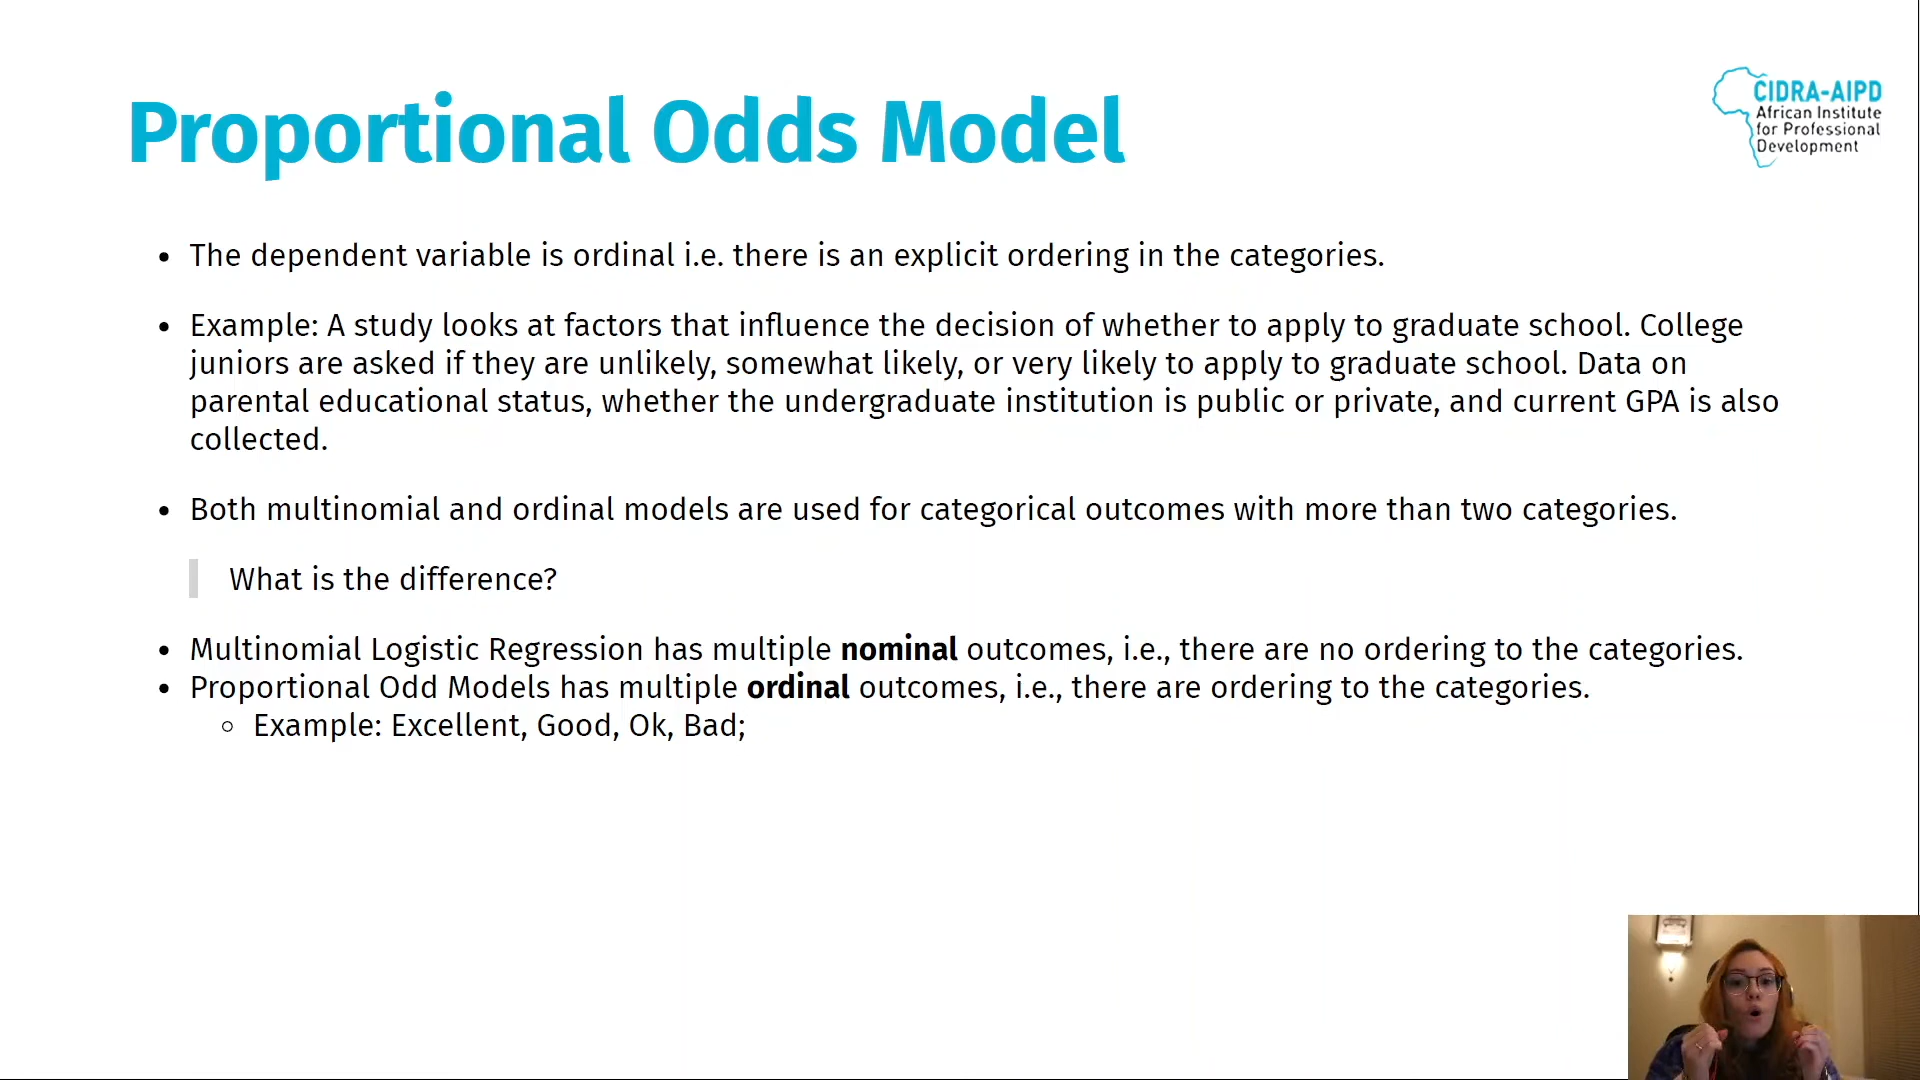 Proportional Odds Model
CIDRA-AIPD
African Institute
for Professional
Development
• The dependent variable is ordinal i.e. there is an explicit ordering in the categories.
• Example: A study looks at factors that influence the decision of whether to apply to graduate school. College
juniors are asked if they are unlikely, somewhat likely, or very likely to apply to graduate school. Data on
parental educational status, whether the undergraduate institution is public or private, and current GPA is also
collected.
• Both multinomial and ordinal models are used for categorical outcomes with more than two categories.
What is the difference?
• Multinomial Logistic Regression has multiple nominal outcomes, i.e., there are no ordering to the categories.
• Proportional Odd Models has multiple ordinal outcomes, i.e., there are ordering to the categories.
◦ Example: Excellent, Good, Ok, Bad;